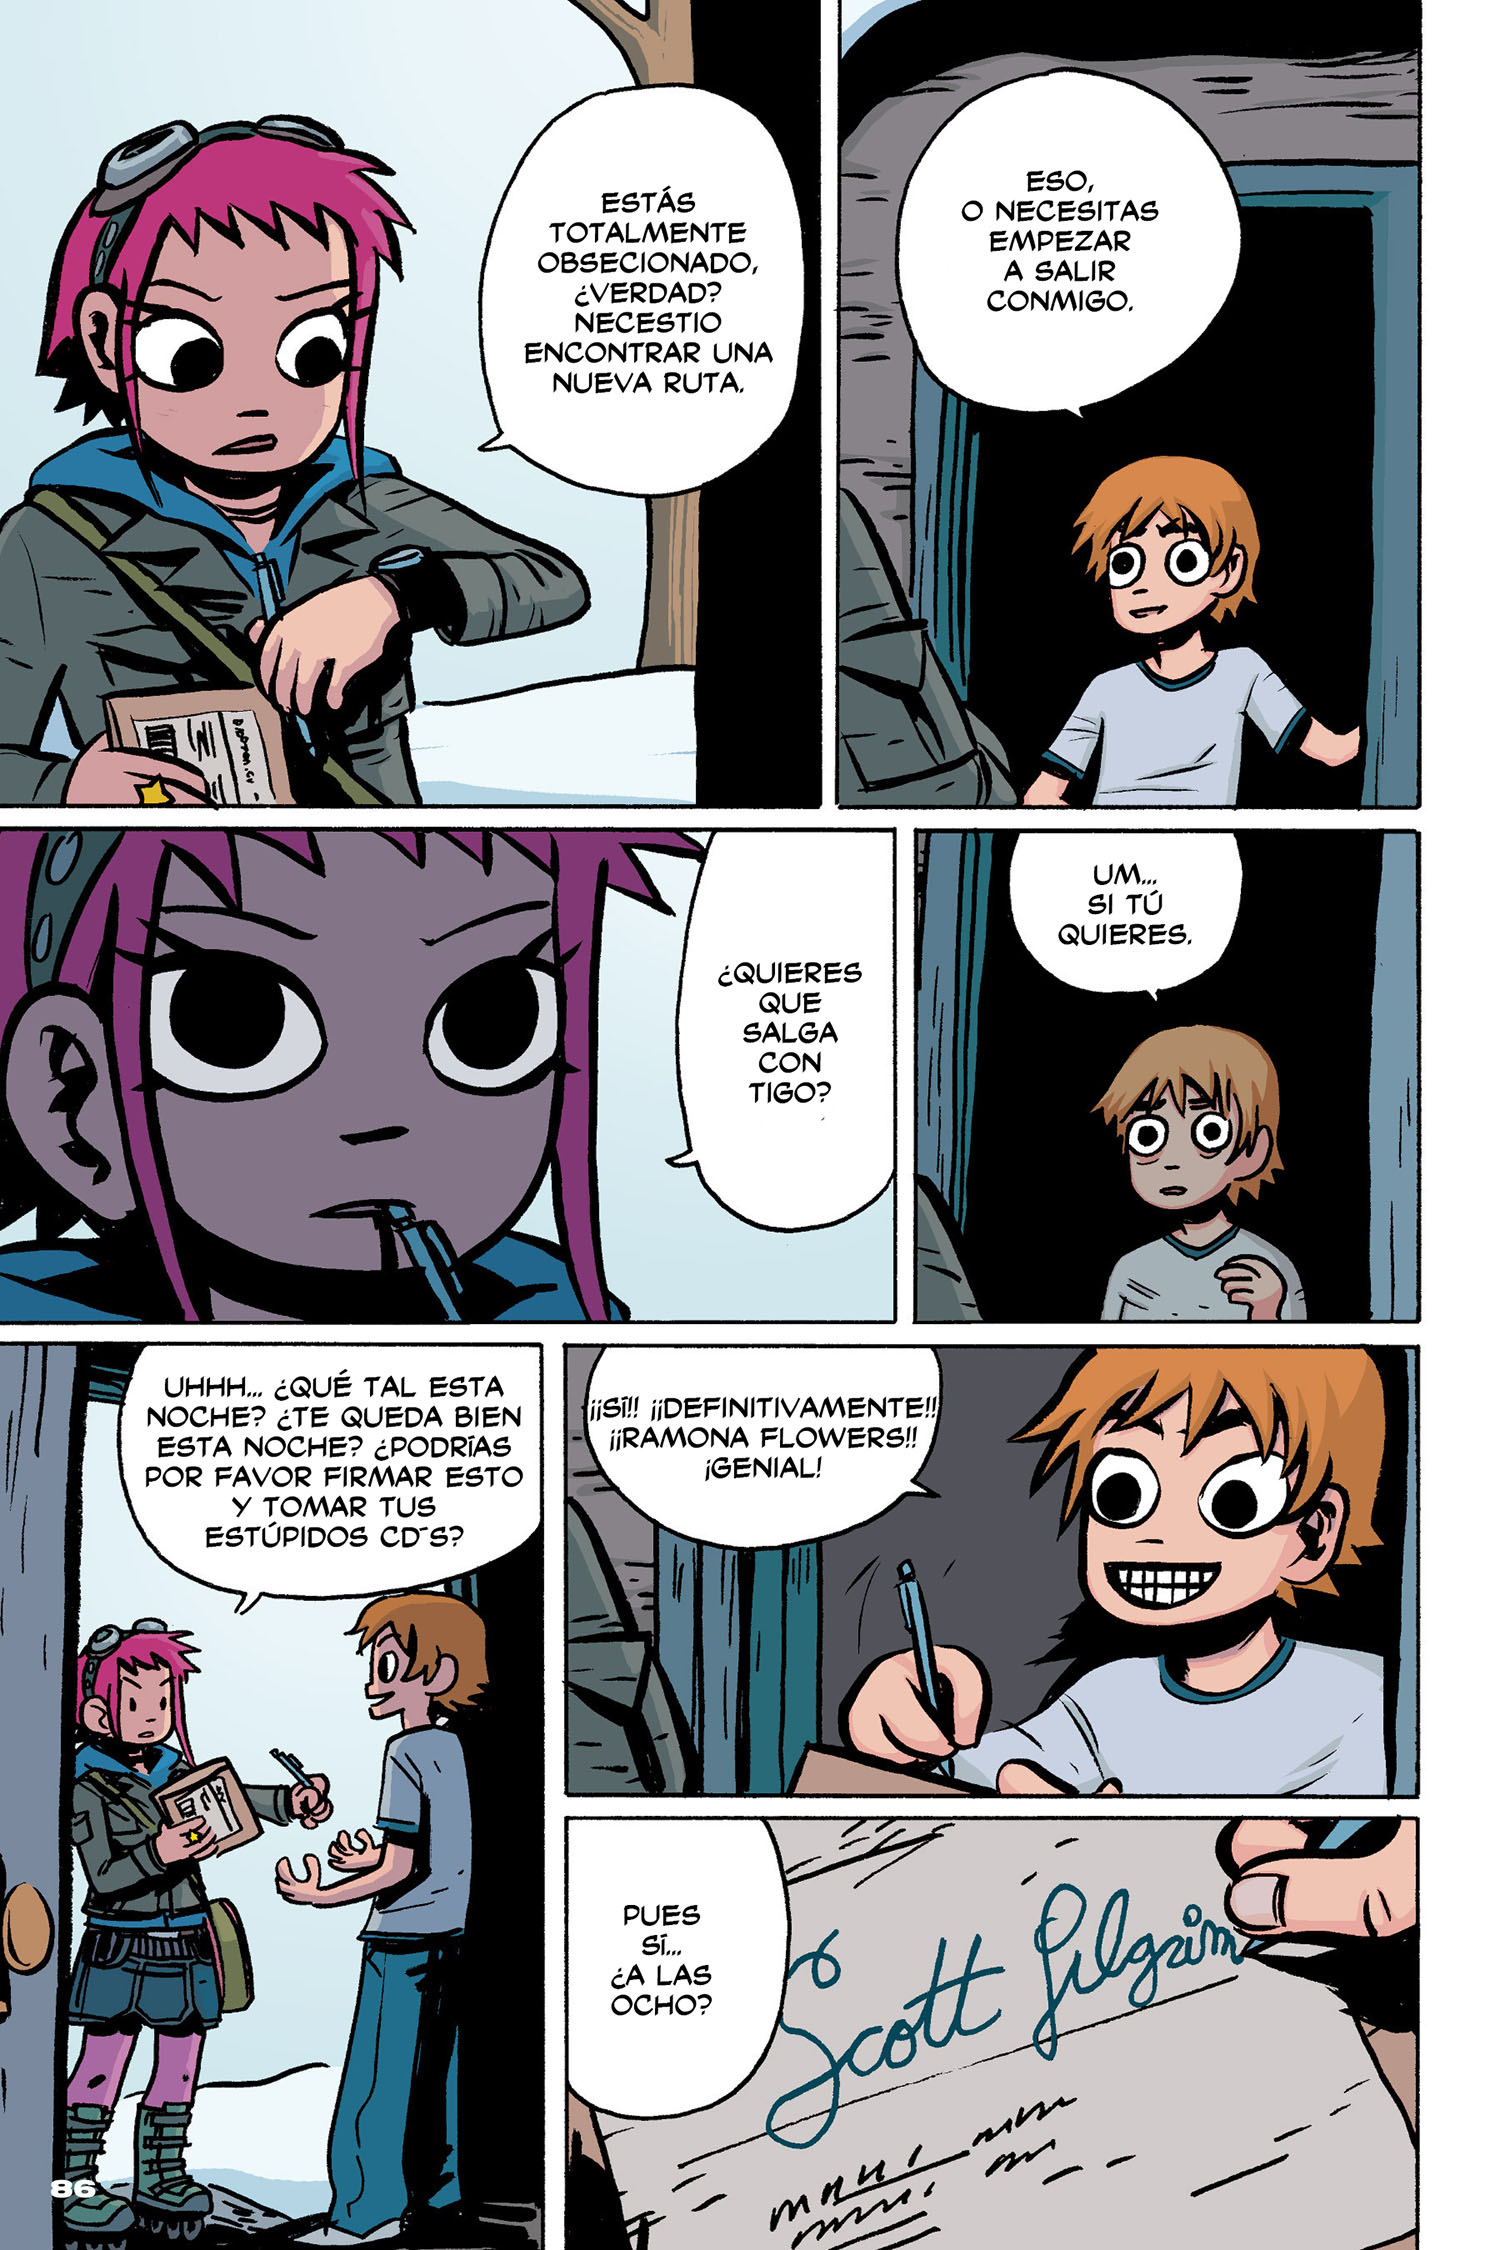 ESTÁS
TOTALMENTE
OBSECIONADO,
¿VERDAD?
NECESTIO
ENCONTRAR UNA
NUEVA RUTA.
ESO,
O NECESITAS
EMPEZAR
A SALIR
CONMIGO.
¿QUIERES
QUE
SALGA
CON
TIGO?
UM...
SI TÚ
QUIERES.
UHHH... ¿QUÉ TAL ESTA
NOCHE? ¿TE QUEDA BIEN
ESTA NOCHE? ¿PODRÍAS
POR FAVOR FIRMAR ESTO
Y TOMAR TUS
ESTÚPIDOS CD´S?
¡¡SÍ!! ¡¡DEFINITIVAMENTE!!
¡¡RAMONA FLOWERS!!
¡GENIAL!
PUES
SÍ...
¿A LAS
OCHO?
Scott Pilgrim
86